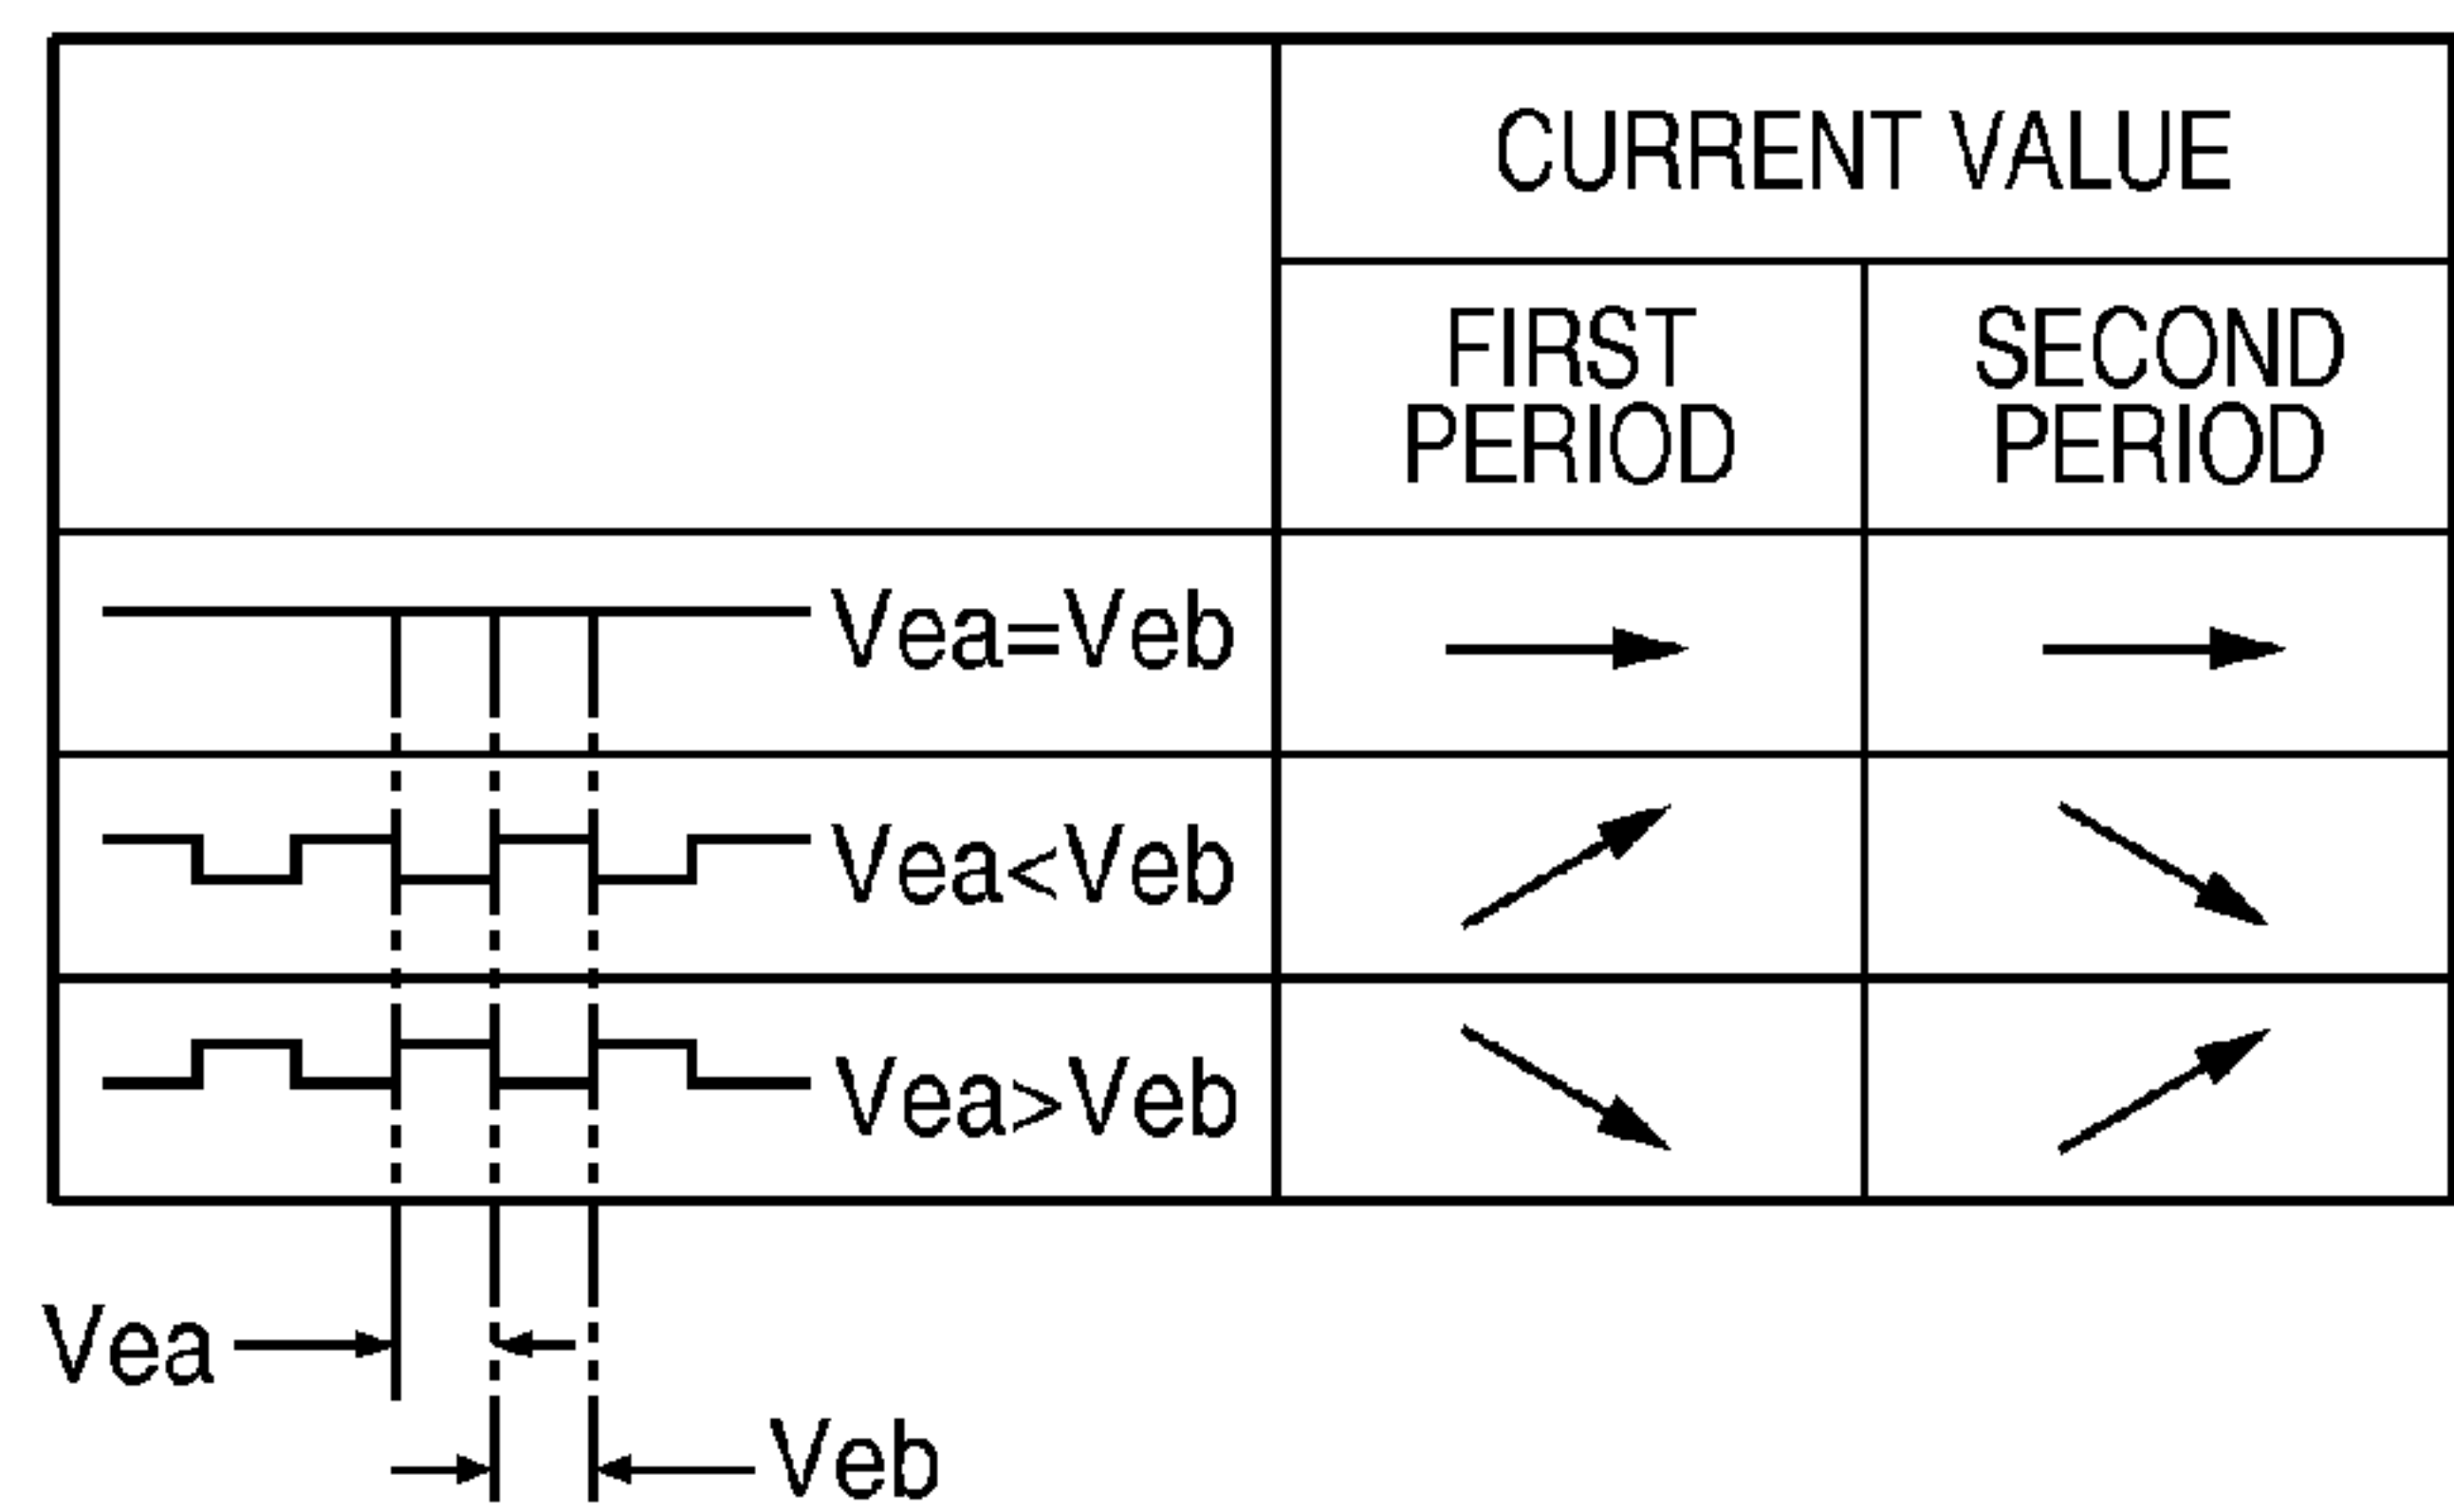 CURRENT VALUE
FIRST
PERIOD
SECOND
PERIOD
Vea=Veb
Vea<Veb
Vea>Veb
Vea
Veb